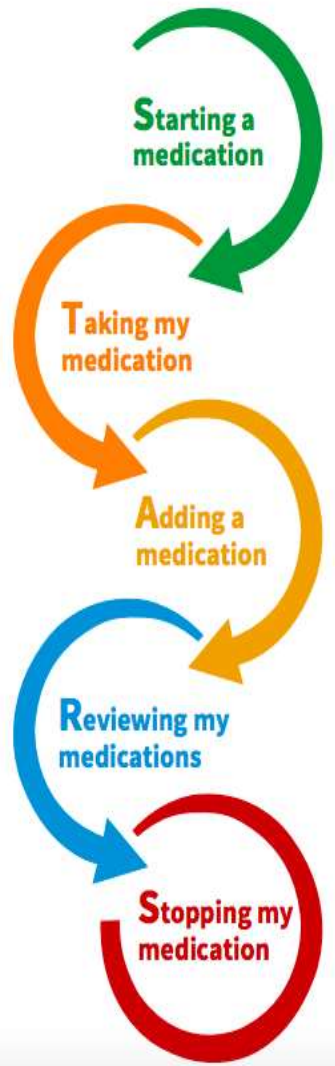 Starting a
medication
Taking my
medication
Adding a
medication
Reviewing my
medications
Stopping my
medication